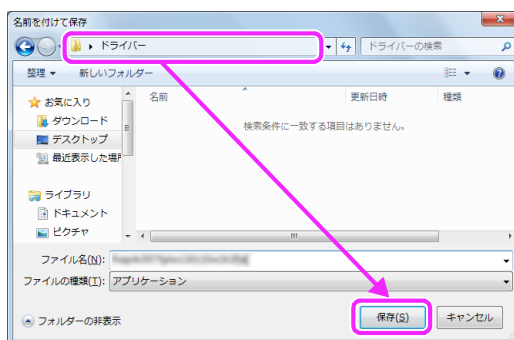 名前を付けて保存
ドライバー
ドライバーの検索
整理 新しいフォルダー
名前 更新日時 種類
検索条件に一致する項目はありません。
お気に入り
ダウンロード
デスクトップ
最近表示した場所
ライブラリ
ドキュメント
ピクチャ
ファイル名(N):
ファイルの種類(T): アプリケーション
フォルダーの非表示
保存(S) キャンセル